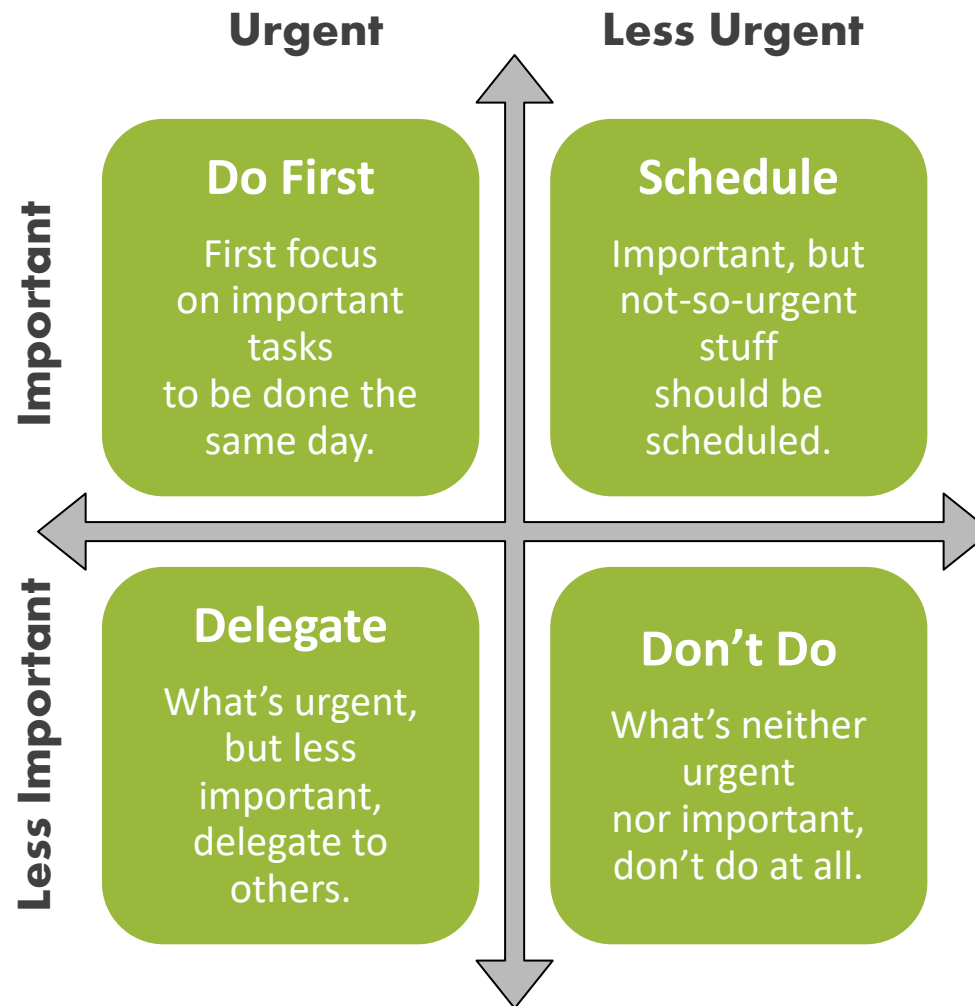 Urgent
Less Urgent
Important
Do First
First focus
on important
tasks
to be done the
same day.
Schedule
Important, but
not-so-urgent
stuff
should be
scheduled.
Less Important
Delegate
What’s urgent,
but less
important,
delegate to
others.
Don’t Do
What’s neither
urgent
nor important,
don’t do at all.